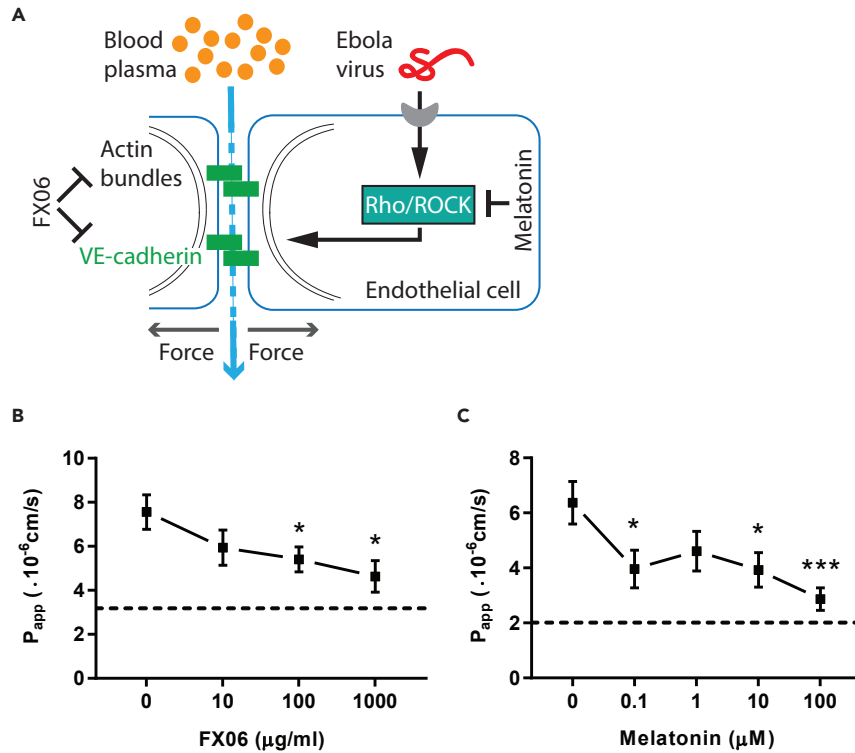 A
Blood
plasma
Ebola
virus
Actin
bundles
FX06
VE-cadherin
Rho/ROCK
Melatonin
Endothelial cell
Force
Force
B
10
8
6
4
2
0
Papp ( . 10-6cm/s)
*
*
0
10
100
1000
FX06 (μg/ml)
C
8
6
4
2
0
Papp ( . 10-6cm/s)
*
*
***
0
0.1
1
10
100
Melatonin (μM)